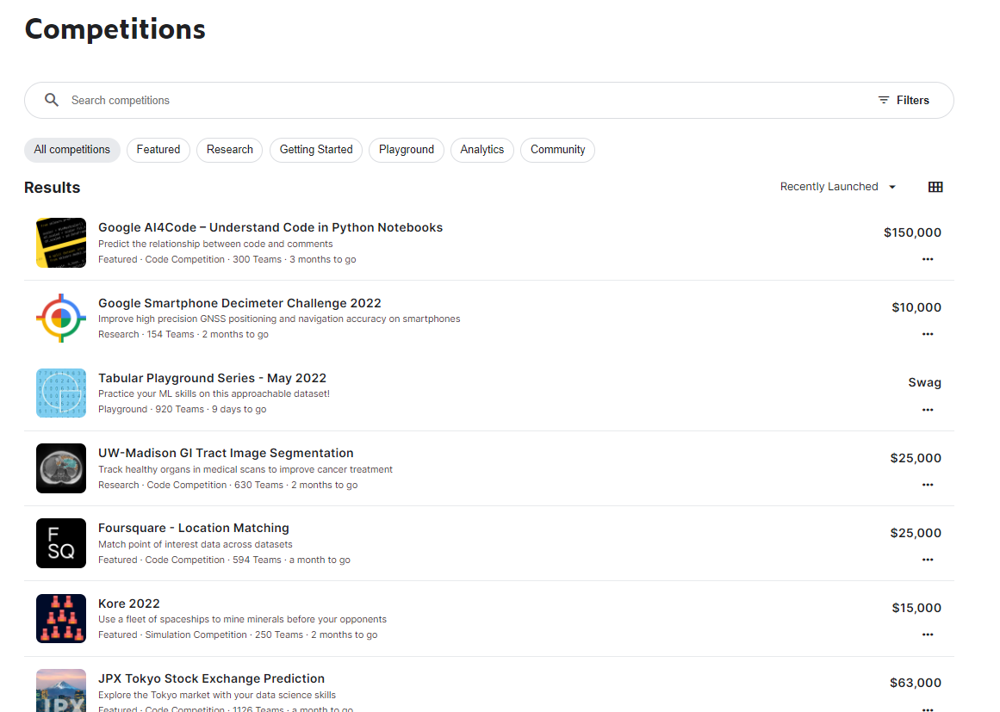 Competitions
Search competitions
Filters
All competitions
Featured
Research
Getting Started
Playground
Analytics
Community
Results
Recently Launched
Google AI4Code – Understand Code in Python Notebooks
Predict the relationship between code and comments
Featured · Code Competition · 300 Teams · 3 months to go
$150,000
Google Smartphone Decimeter Challenge 2022
Improve high precision GNSS positioning and navigation accuracy on smartphones
Research · 154 Teams · 2 months to go
$10,000
Tabular Playground Series - May 2022
Practice your ML skills on this approachable dataset!
Playground · 920 Teams · 9 days to go
Swag
UW-Madison GI Tract Image Segmentation
Track healthy organs in medical scans to improve cancer treatment
Research · Code Competition · 630 Teams · 2 months to go
$25,000
F
SQ
Foursquare - Location Matching
Match point of interest data across datasets
Featured · Code Competition · 594 Teams · a month to go
$25,000
Kore 2022
Use a fleet of spaceships to mine minerals before your opponents
Featured · Simulation Competition · 250 Teams · 2 months to go
$15,000
JPX
JPX Tokyo Stock Exchange Prediction
Explore the Tokyo market with your data science skills
Featured · Code Competition · 1126 Teams · a month to go
$63,000